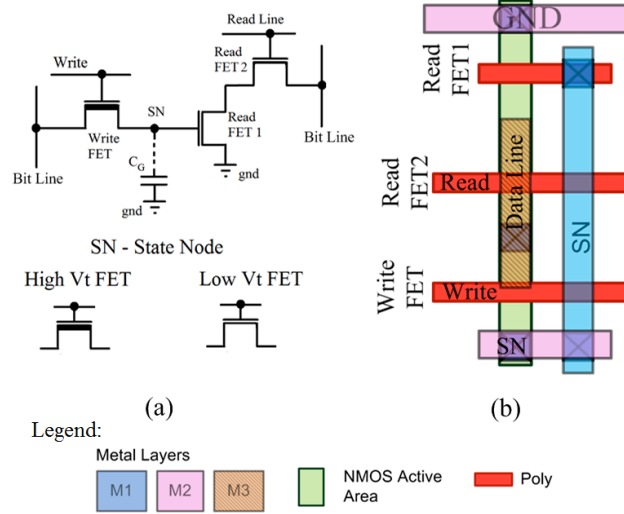 Read Line
Write
Read
FET 2
SN
Read
FET 1
Write
FET
Bit Line
Bit Line
C_G
gnd
gnd
SN - State Node
High Vt FET
Low Vt FET
(a)
GND
Read
FET1
Read
FET2
Read
Data Line
SN
Write
FET
Write
SN
(b)
Legend:
Metal Layers
M1
M2
M3
NMOS Active
Area
Poly